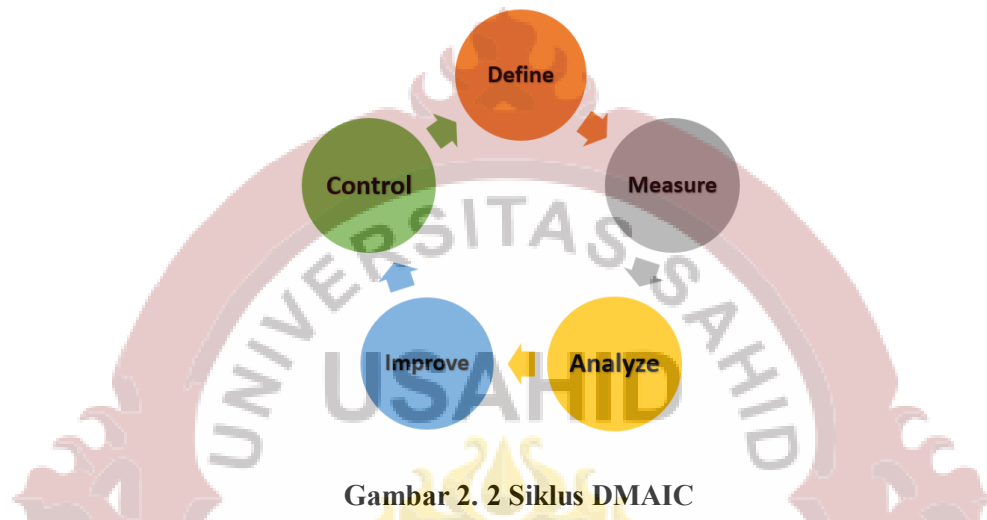 Define
Measure
Analyze
Improve
Control
UNIVERSITAS SAHID
USAHID
Gambar 2. 2 Siklus DMAIC